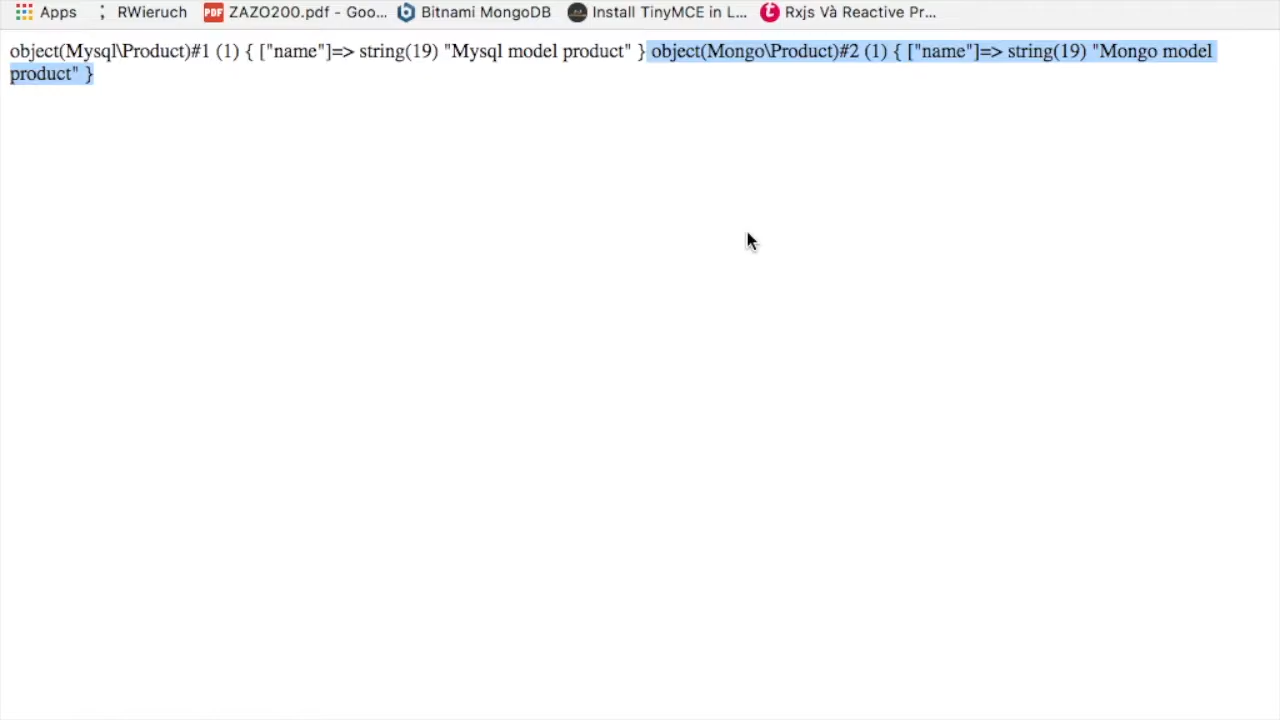 Apps RWieruch PDF ZAZO200.pdf - Goo... Bitnami MongoDB Install TinyMCE in L... Rxjs Và Reactive Pr...
object(Mysql\Product)#1 (1) { ["name"]=> string(19) "Mysql model product" } object(Mongo\Product)#2 (1) { ["name"]=> string(19) "Mongo model
product" }